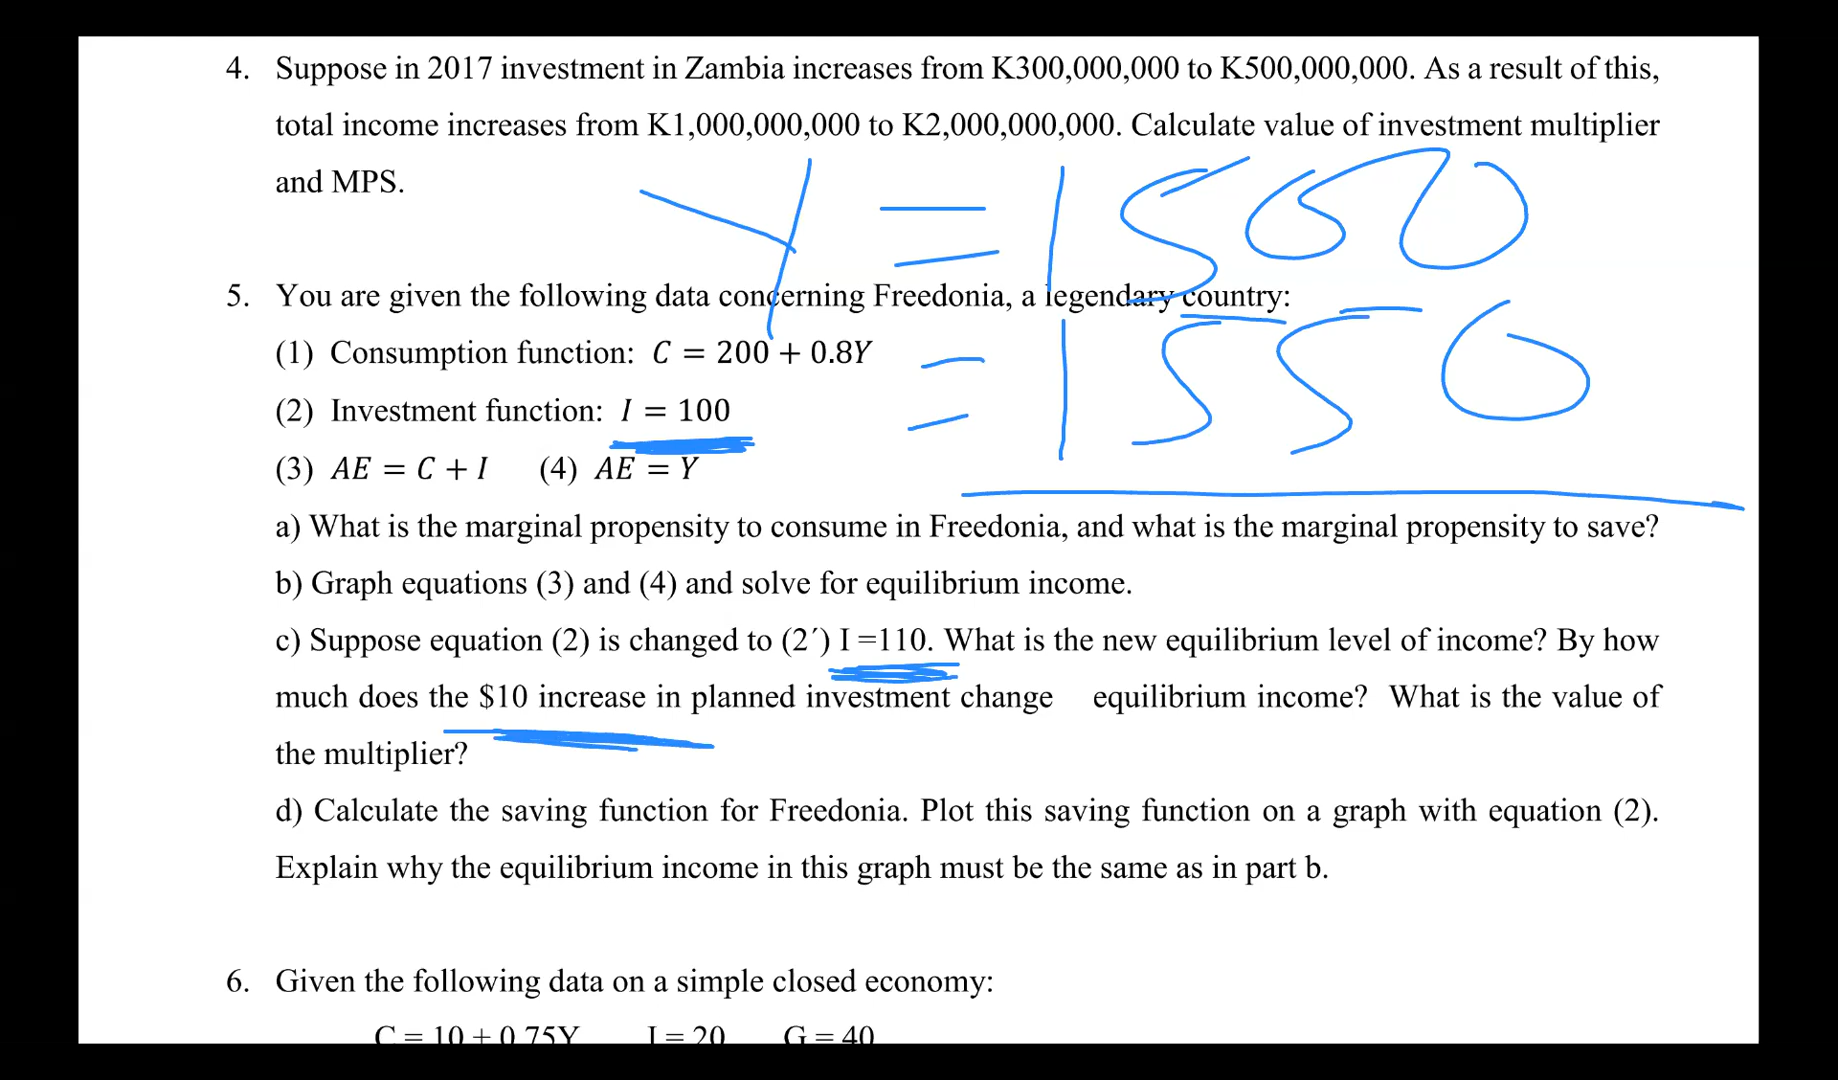 4. Suppose in 2017 investment in Zambia increases from K300,000,000 to K500,000,000. As a result of this,
total income increases from K1,000,000,000 to K2,000,000,000. Calculate value of investment multiplier
and MPS.
Y = 1500
5. You are given the following data concerning Freedonia, a legendary country:
(1) Consumption function: C = 200 + 0.8Y
= 1550
(2) Investment function: I = 100
(3) AE = C + I (4) AE = Y
a) What is the marginal propensity to consume in Freedonia, and what is the marginal propensity to save?
b) Graph equations (3) and (4) and solve for equilibrium income.
c) Suppose equation (2) is changed to (2´) I =110. What is the new equilibrium level of income? By how
much does the $10 increase in planned investment change equilibrium income? What is the value of
the multiplier?
d) Calculate the saving function for Freedonia. Plot this saving function on a graph with equation (2).
Explain why the equilibrium income in this graph must be the same as in part b.
6. Given the following data on a simple closed economy:
C = 10 + 0.75Y I = 20 G = 40